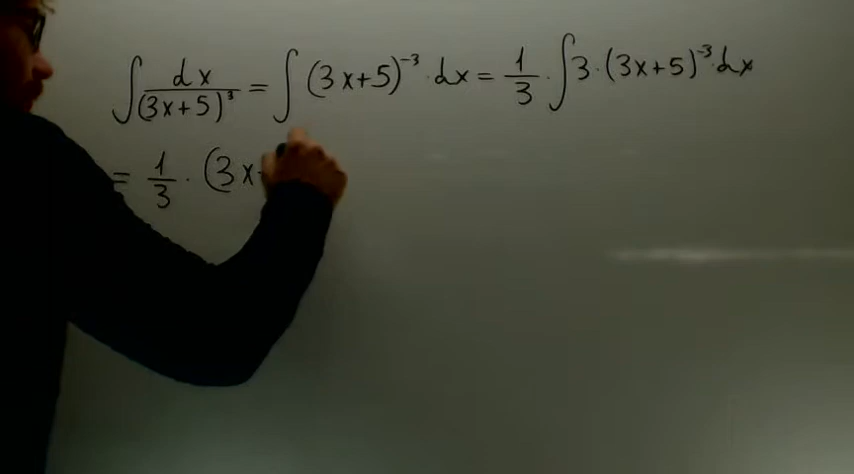 ∫ dx/(3x+5)³ = ∫ (3x+5)⁻³ · dx = 1/3 · ∫ 3 · (3x+5)⁻³ · dx
= 1/3 · (3x